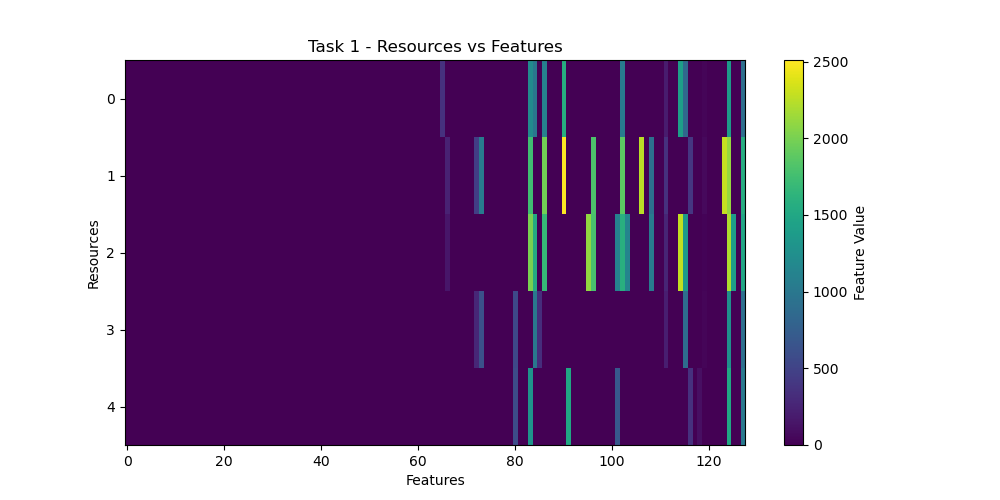 Task 1 - Resources vs Features
0
1
2
3
4
Resources
0 20 40 60 80 100 120
Features
2500
2000
1500
1000
500
0
Feature Value